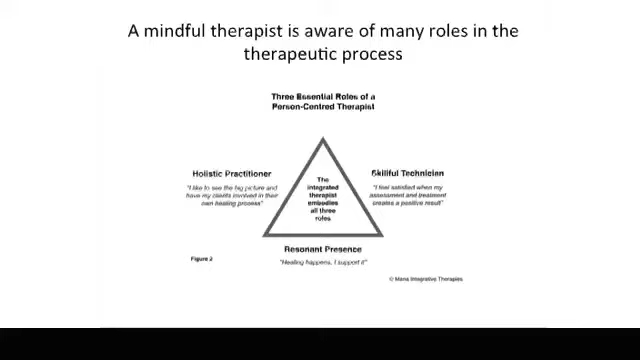 A mindful therapist is aware of many roles in the
therapeutic process
Three Essential Roles of a
Person-Centred Therapist
Holistic Practitioner
"I like to see the big picture and
have my clients involved in their
own healing process"
The
integrated
therapist
embodies
all three
roles
Skillful Technician
"I feel satisfied when my
assessment and treatment
creates a positive result"
Resonant Presence
"Healing happens, I support it"
Figure 2
© Mana Integrative Therapies